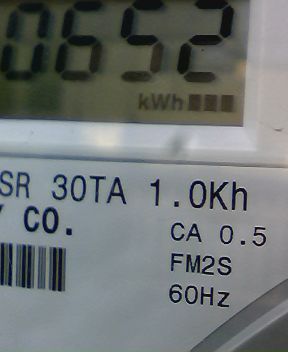 0652
kWh
SR 30TA 1.0Kh
Y CO.
CA 0.5
FM2S
60Hz